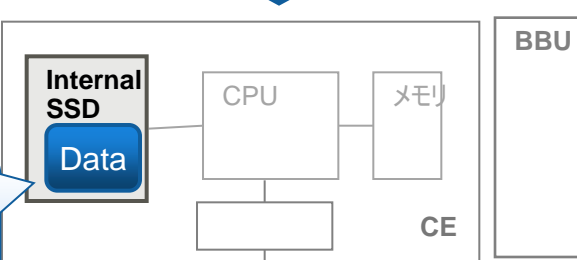 BBU
Internal
SSD
CPU
メモリ
Data
CE